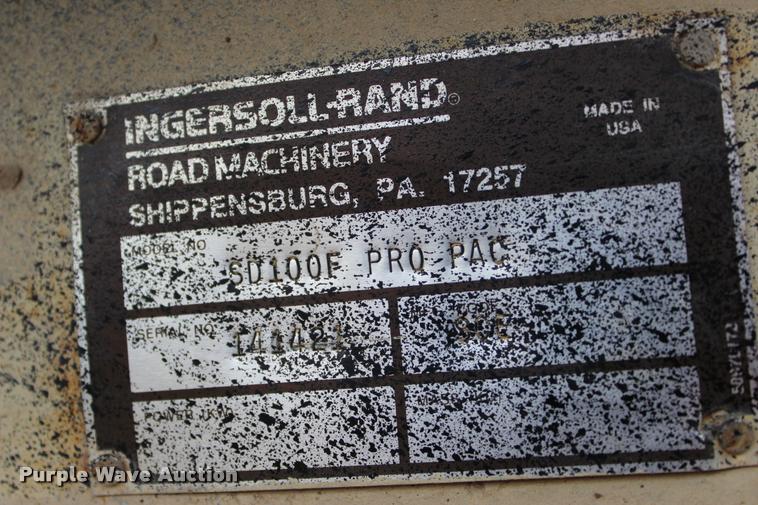 INGERSOLL-RAND®
MADE IN
USA
ROAD MACHINERY
SHIPPENSBURG, PA. 17257
MODEL NO
SD100F PRO PAC
SERIAL NO
POWER (KW)
Purple Wave Auction